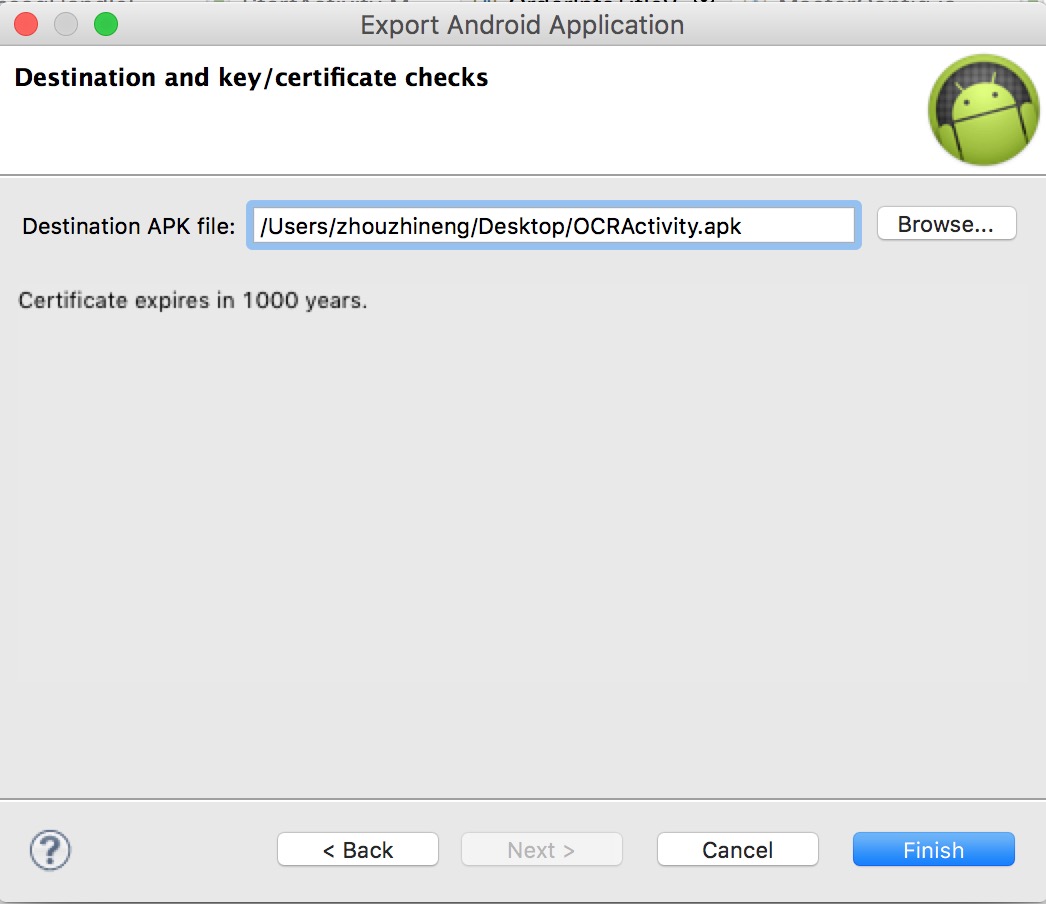 Export Android Application
Destination and key/certificate checks
Destination APK file: /Users/zhouzhineng/Desktop/OCRActivity.apk Browse...
Certificate expires in 1000 years.
? < Back Next > Cancel Finish